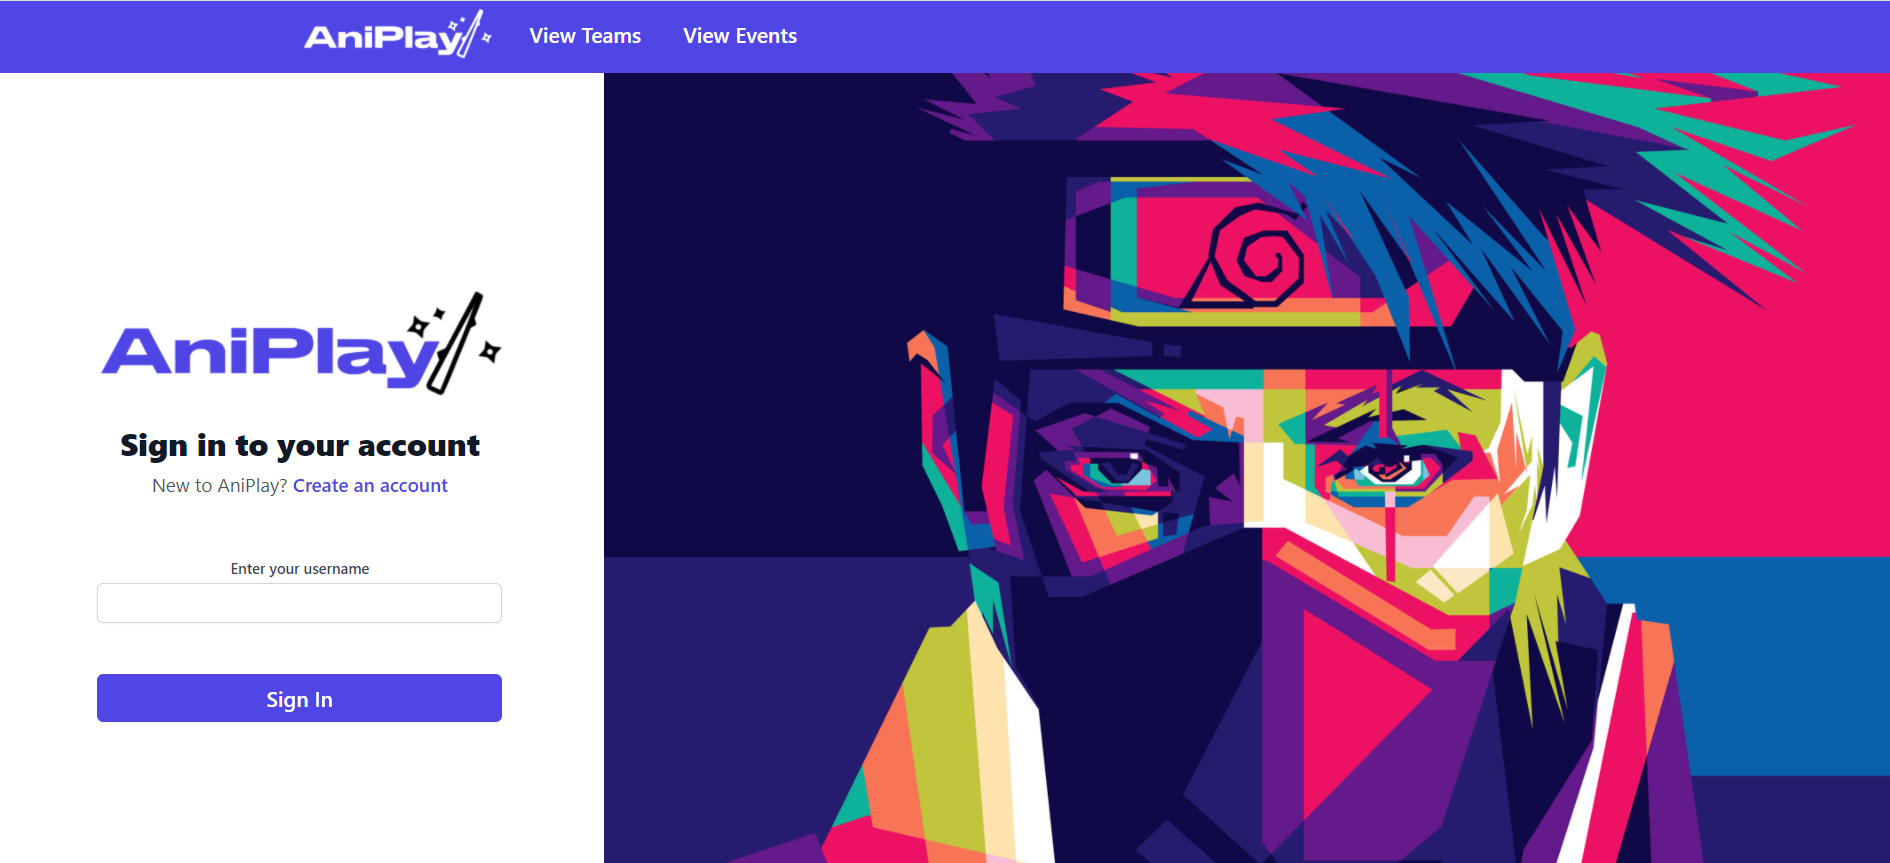 AniPlay View Teams View Events
AniPlay
Sign in to your account
New to AniPlay? Create an account
Enter your username
Sign In